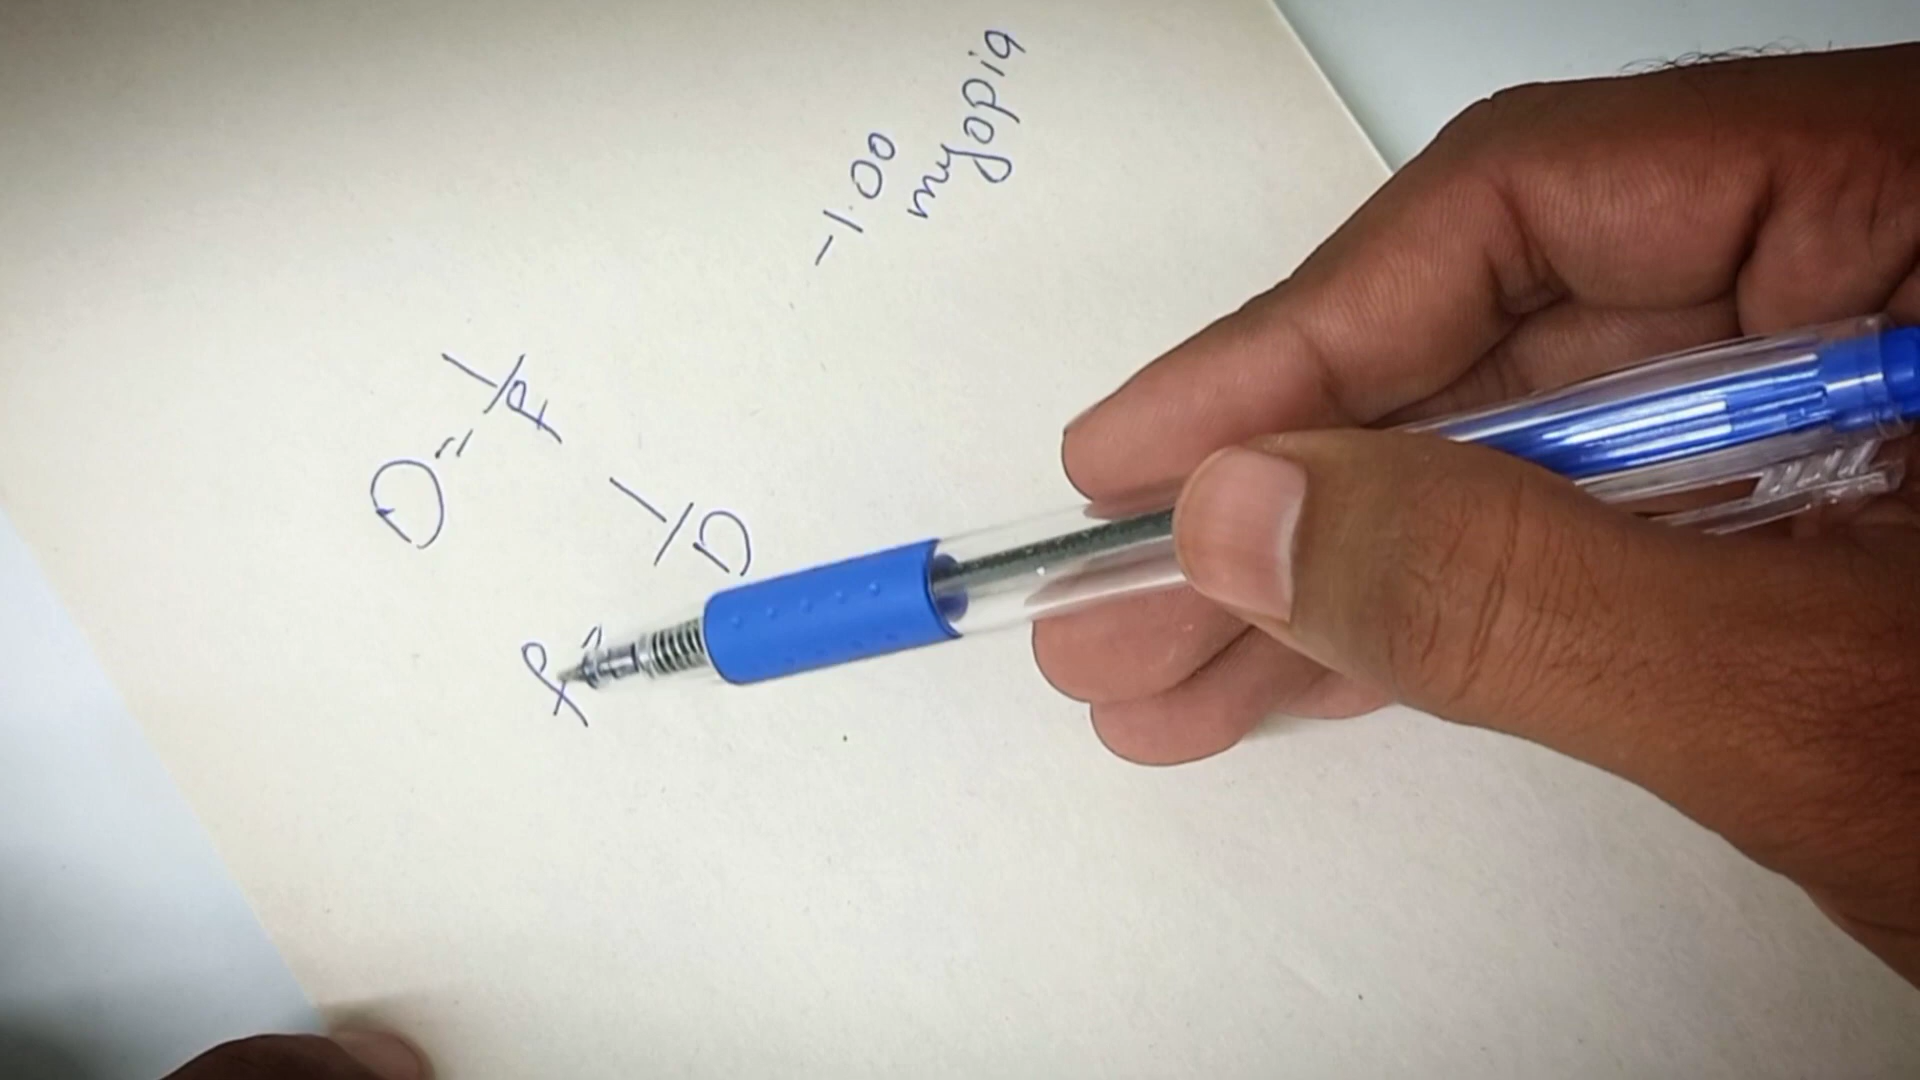 -1.00
myopia
D = 1/f
f = 1/D